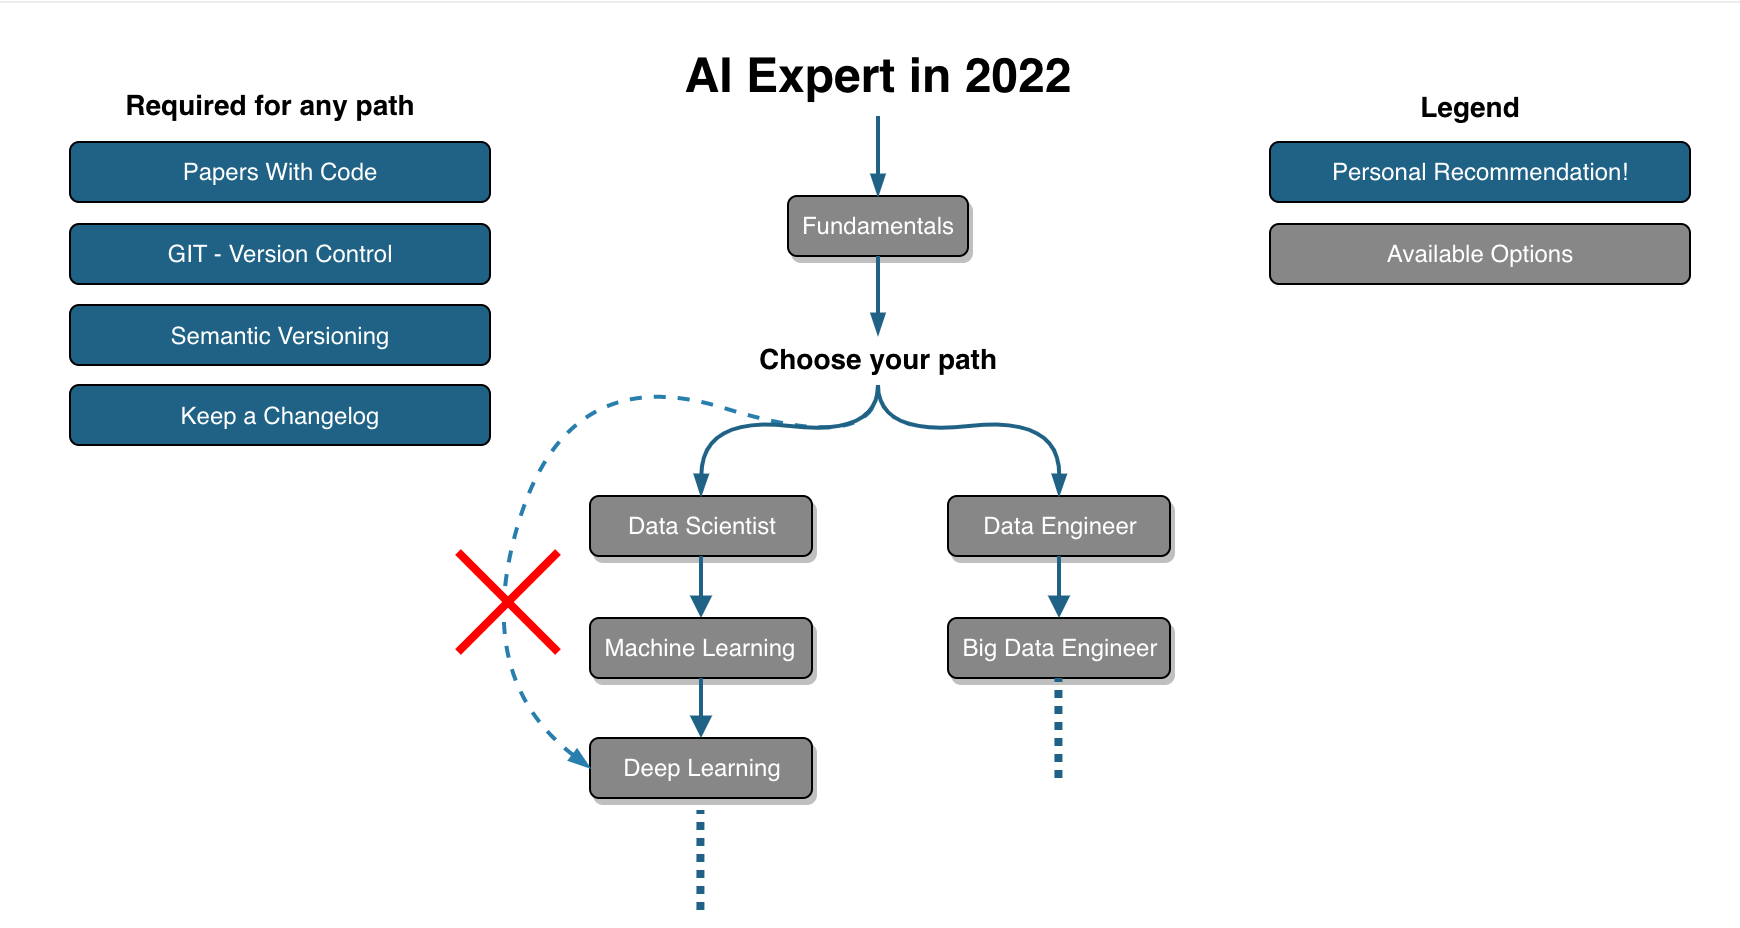 AI Expert in 2022
Required for any path
Papers With Code
GIT - Version Control
Semantic Versioning
Keep a Changelog
Legend
Personal Recommendation!
Available Options
Fundamentals
Choose your path
Data Scientist
Machine Learning
Deep Learning
Data Engineer
Big Data Engineer